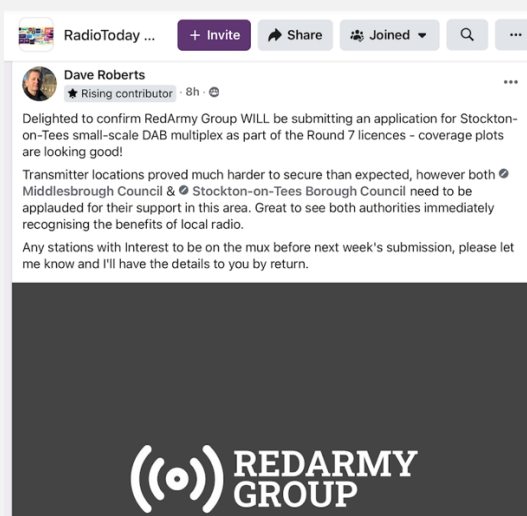 RadioToday ...
+ Invite
Share
Joined
Dave Roberts
Rising contributor · 8h ·
Delighted to confirm RedArmy Group WILL be submitting an application for Stockton-
on-Tees small-scale DAB multiplex as part of the Round 7 licences - coverage plots
are looking good!
Transmitter locations proved much harder to secure than expected, however both
Middlesbrough Council & Stockton-on-Tees Borough Council need to be
applauded for their support in this area. Great to see both authorities immediately
recognising the benefits of local radio.
Any stations with Interest to be on the mux before next week's submission, please let
me know and I'll have the details to you by return.
REDARMY
GROUP